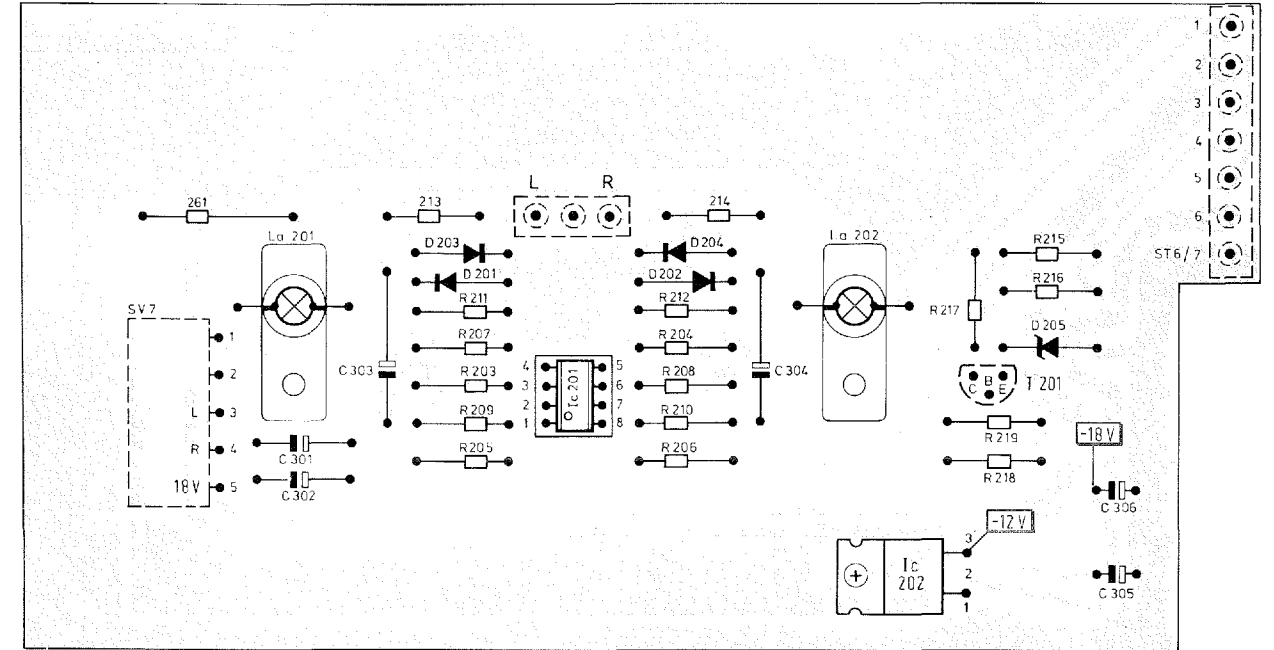 1
2
3
4
5
6
ST6/7
L R
261
213
214
La 201
La 202
D203
D204
D201
D202
R211
R212
R215
R216
R217
D205
SV7
1
2
L 3
R 4
18V 5
R207
R204
C303
C304
R203
R208
R209
R210
R205
R206
4
3
2
1
Ic 201
5
6
7
8
C B E
T201
R219
R218
-18V
C301
C302
C306
-12V
3
2
1
Ic
202
C305